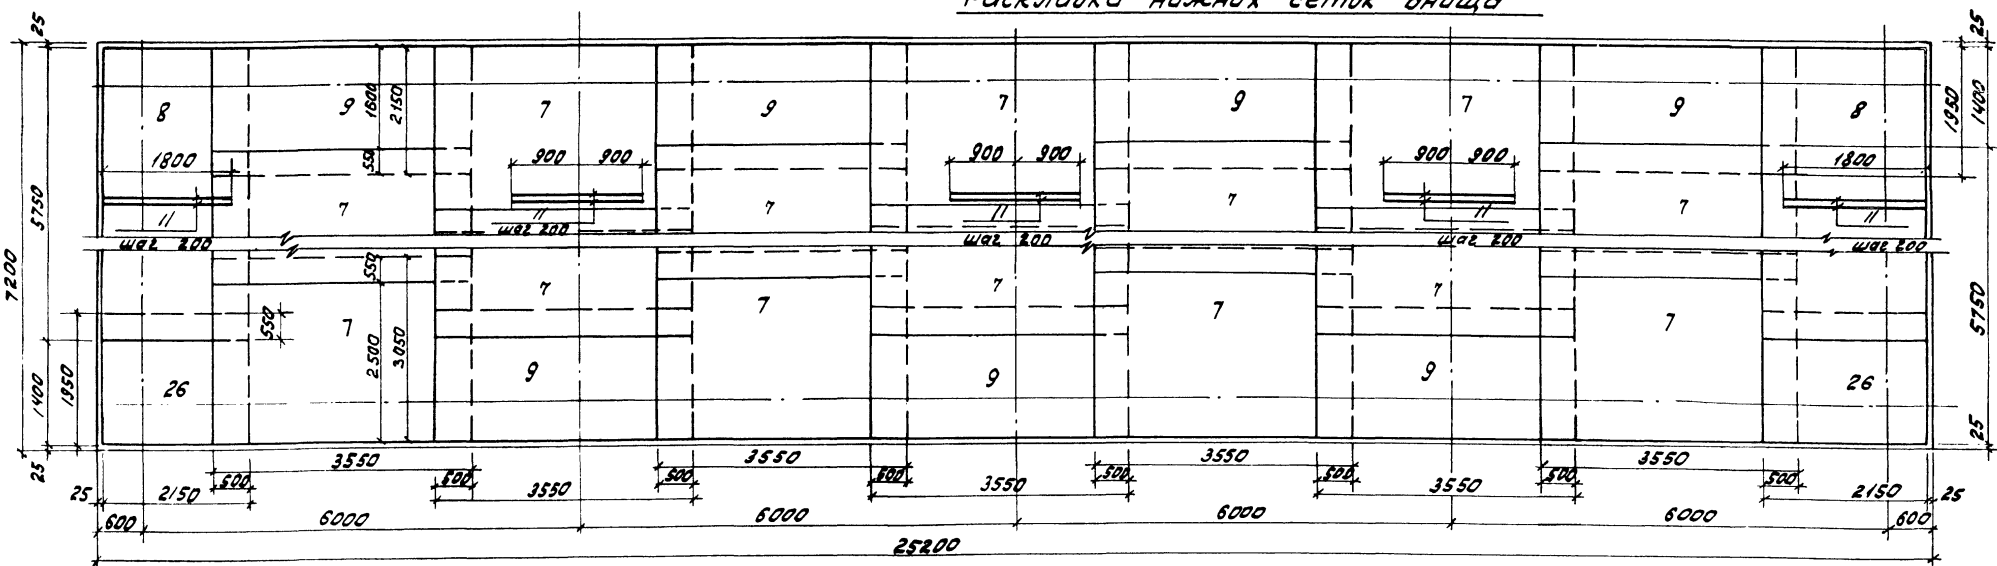 Раскладка нижних сеток днища
25
25
8 9 7 9 7 9 7 9 8
1600 2150 1950 1400
1800 550 900 900 900 900 900 900 1800
5750
7 7 7 7
11 11 11 11 11
шаг 200 шаг 200 шаг 200 шаг 200 шаг 200
7200
550 7 7 7
550 7 7 7 7
2500 3050 5750
1400 1950 26 9 9 9 26
25 25
3550 3550 3550 3550
500 500 500 500 500 500 500 500
25 2150 3550 3550 3550 2150 25
600 6000 6000 6000 6000 600
25200